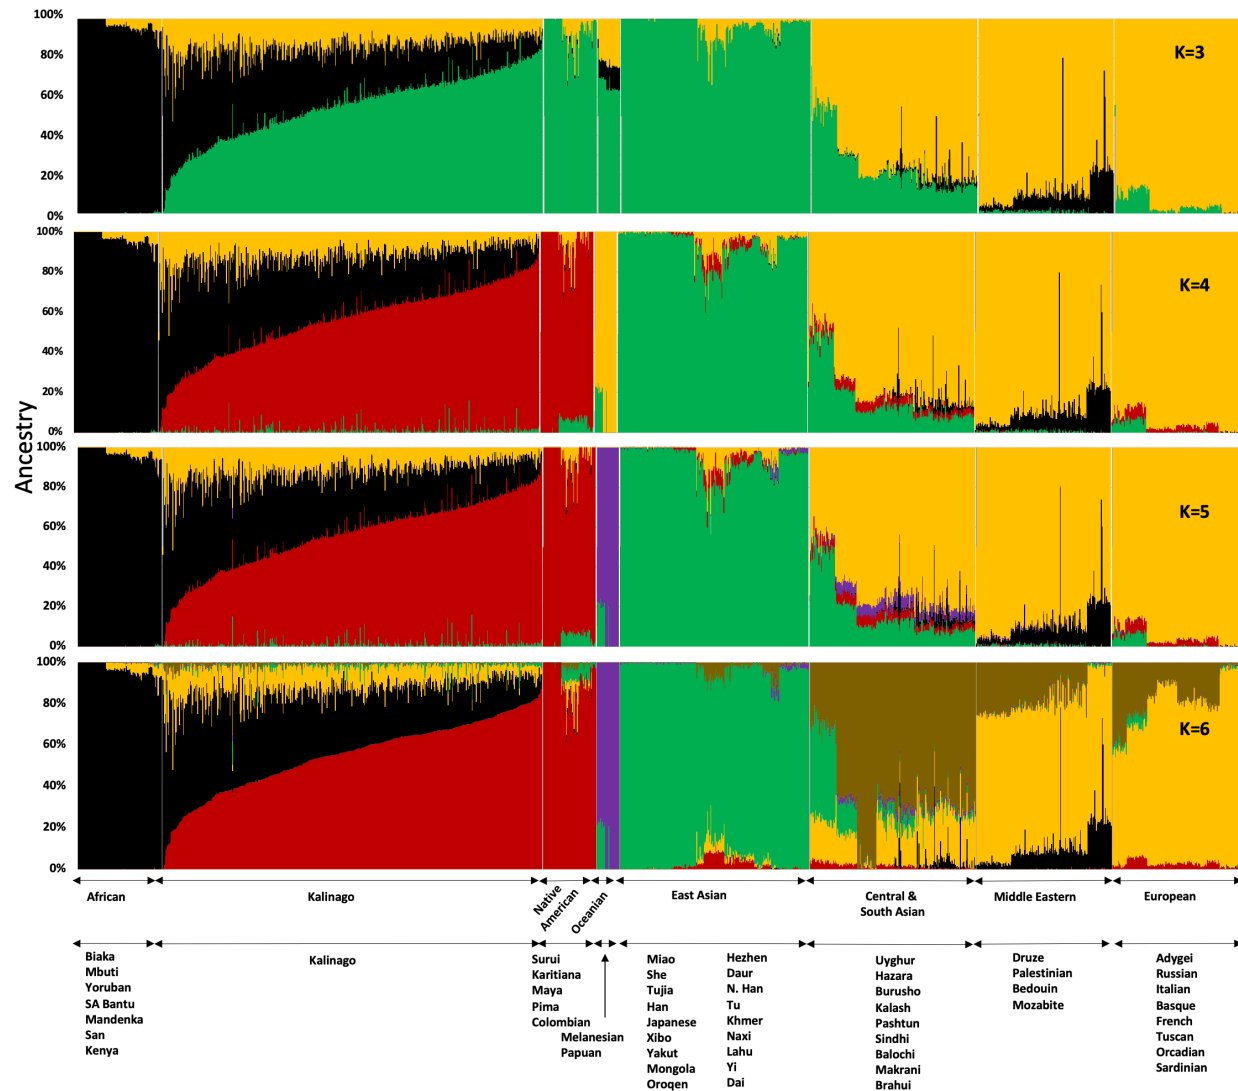 100%
80%
60%
40%
20%
0%
K=3
100%
80%
60%
40%
20%
0%
K=4
Ancestry
100%
80%
60%
40%
20%
0%
K=5
100%
80%
60%
40%
20%
0%
K=6
African
Kalinago
Native
American
Oceanian
East Asian
Central &
South Asian
Middle Eastern
European
Biaka
Mbuti
Yoruban
SA Bantu
Mandenka
San
Kenya
Kalinago
Surui
Karitiana
Maya
Pima
Colombian
Melanesian
Papuan
Miao
She
Tujia
Han
Japanese
Xibo
Yakut
Mongola
Oroqen
Hezhen
Daur
N. Han
Tu
Khmer
Naxi
Lahu
Yi
Dai
Uyghur
Hazara
Burusho
Kalash
Pashtun
Sindhi
Balochi
Makrani
Brahui
Druze
Palestinian
Bedouin
Mozabite
Adygei
Russian
Italian
Basque
French
Tuscan
Orcadian
Sardinian